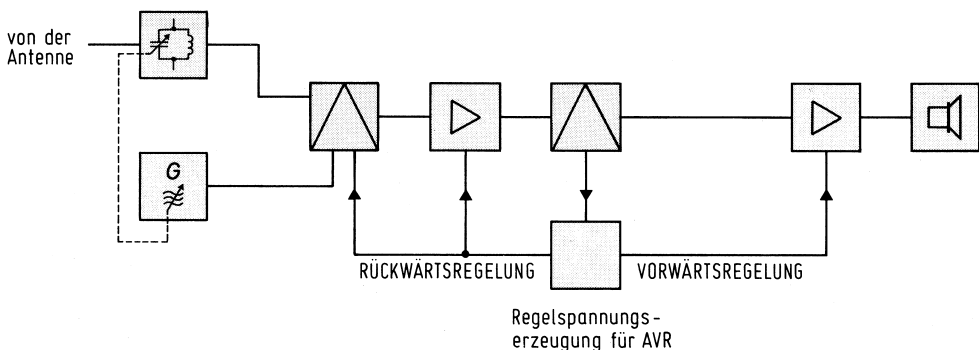 von der
Antenne
G
RÜCKWÄRTSREGELUNG
VORWÄRTSREGELUNG
Regelspannungs-
erzeugung für AVR